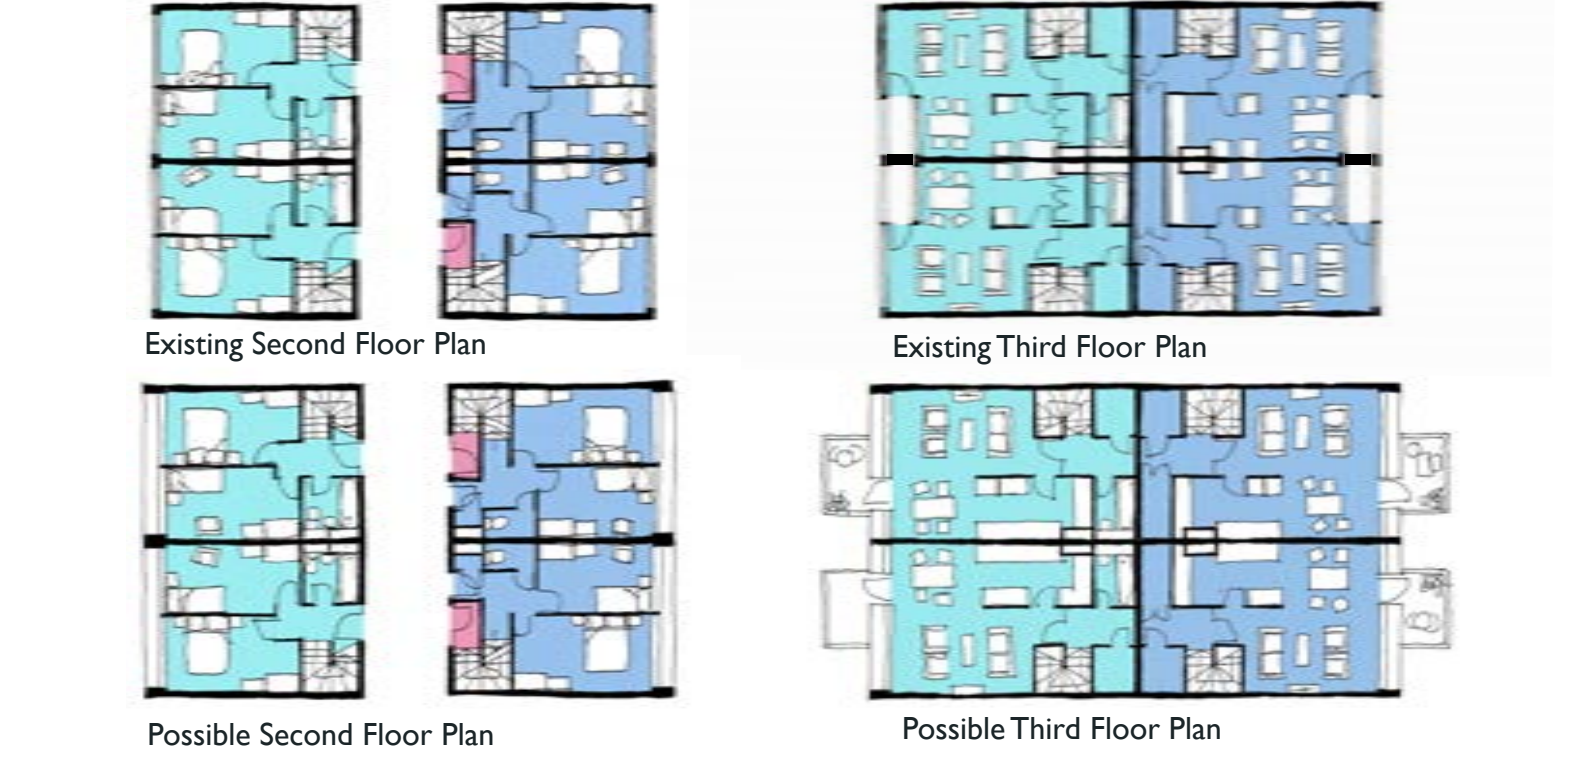 Existing Second Floor Plan
Existing Third Floor Plan
Possible Second Floor Plan
Possible Third Floor Plan